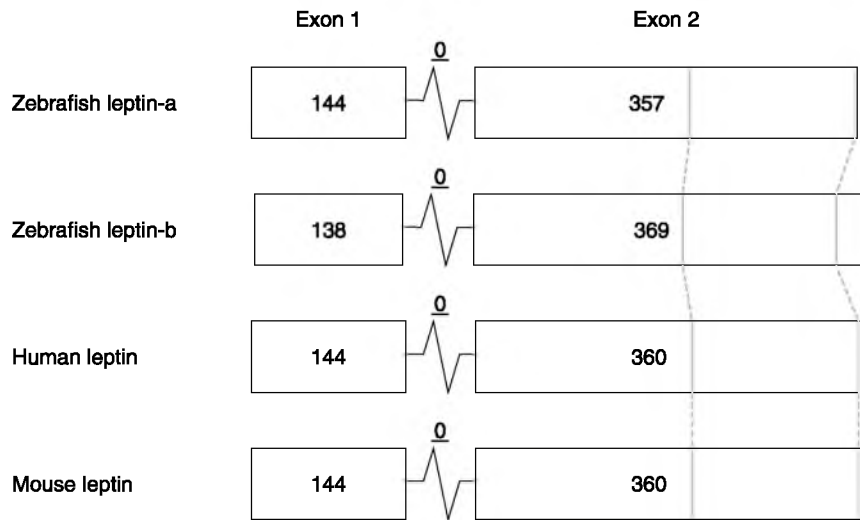 Exon 1 Exon 2
0
Zebrafish leptin-a 144 357
0
Zebrafish leptin-b 138 369
0
Human leptin 144 360
0
Mouse leptin 144 360